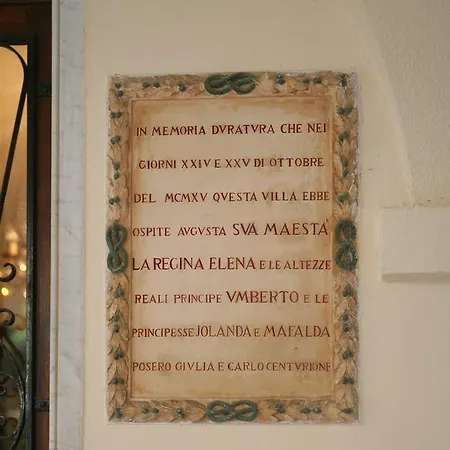 IN MEMORIA DVRATVRA CHE NEI
GIORNI XXIV E XXV DI OTTOBRE
DEL MCMXV QVESTA VILLA EBBE
OSPITE AVGVSTA SVA MAESTA'
LA REGINA ELENA E LE ALTEZZE
REALI PRINCIPE VMBERTO E LE
PRINCIPESSE JOLANDA E MAFALDA
POSERO GIVLIA E CARLO CENTVRIONE